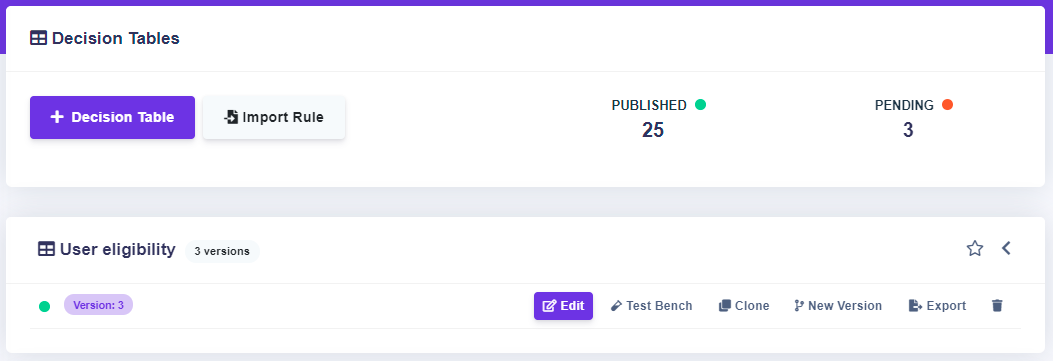 Decision Tables
Decision Table
Import Rule
PUBLISHED
25
PENDING
3
User eligibility
3 versions
Version: 3
Edit
Test Bench
Clone
New Version
Export